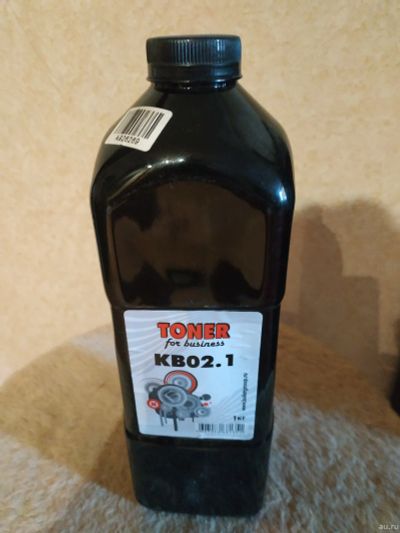 TONER
for business
KB02.1
1кг
au.ru